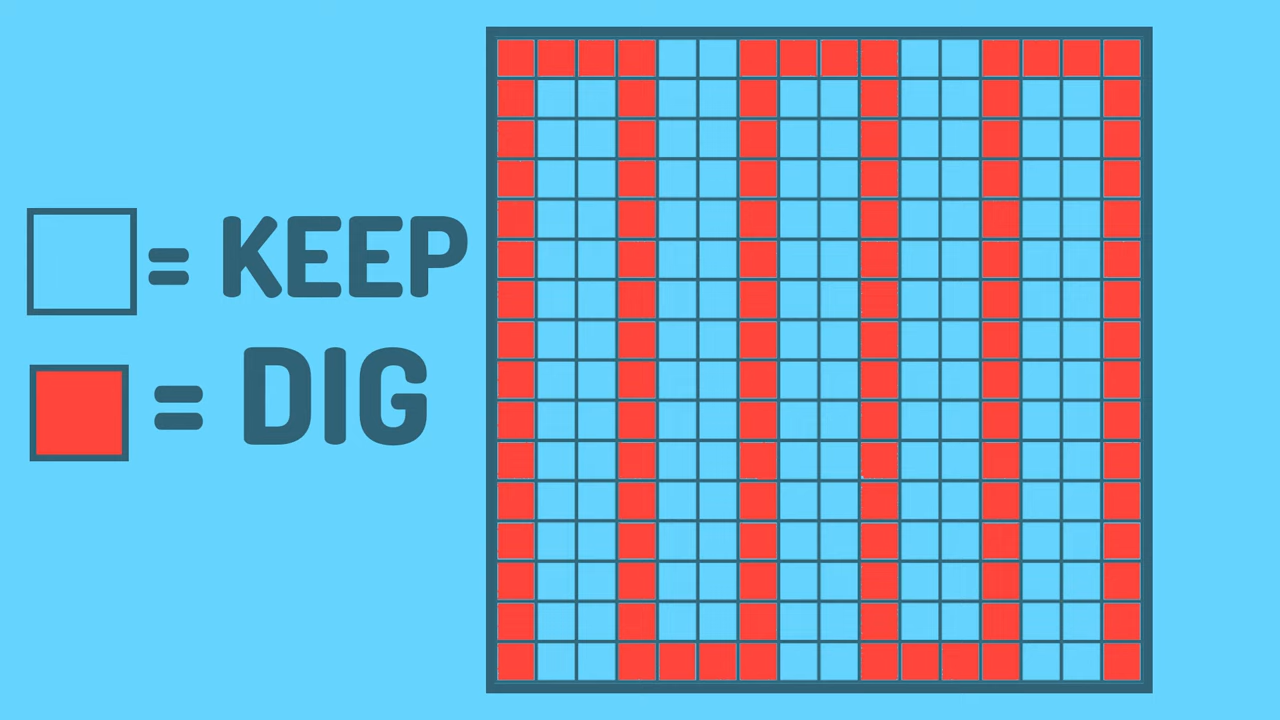 = KEEP
= DIG